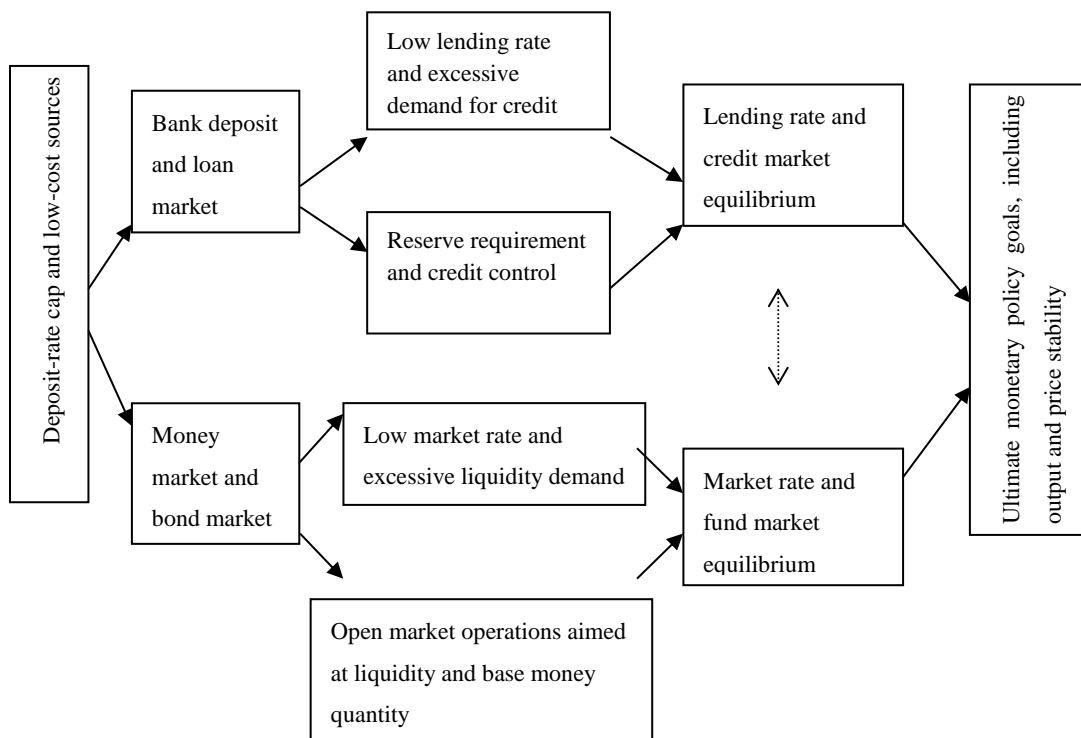 Deposit-rate cap and low-cost sources
Bank deposit
and loan
market
Money
market and
bond market
Low lending rate
and excessive
demand for credit
Reserve requirement
and credit control
Low market rate and
excessive liquidity demand
Open market operations aimed
at liquidity and base money
quantity
Lending rate and
credit market
equilibrium
Market rate and
fund market
equilibrium
Ultimate monetary policy goals, including
output and price stability